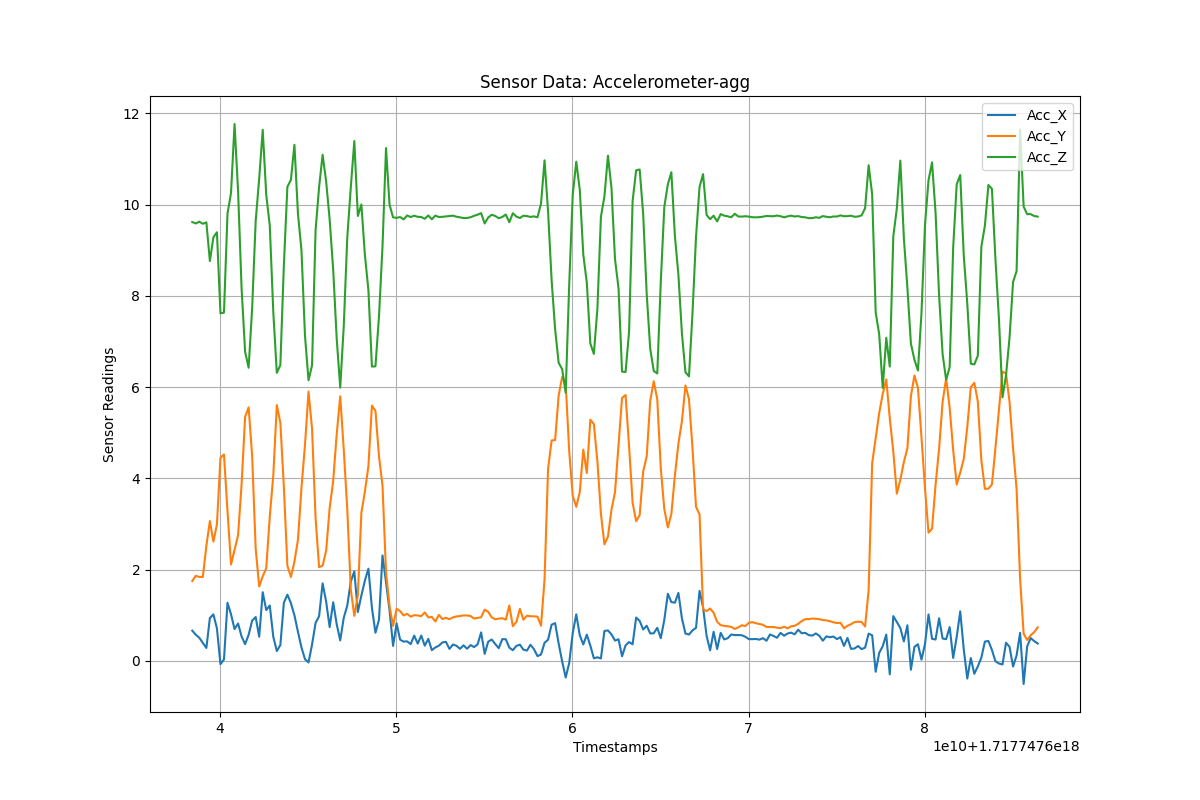 Sensor Data: Accelerometer-agg
Acc_X
Acc_Y
Acc_Z
12
10
8
6
4
2
0
Sensor Readings
4
5
6
7
8
Timestamps
1e10+1.7177476e18